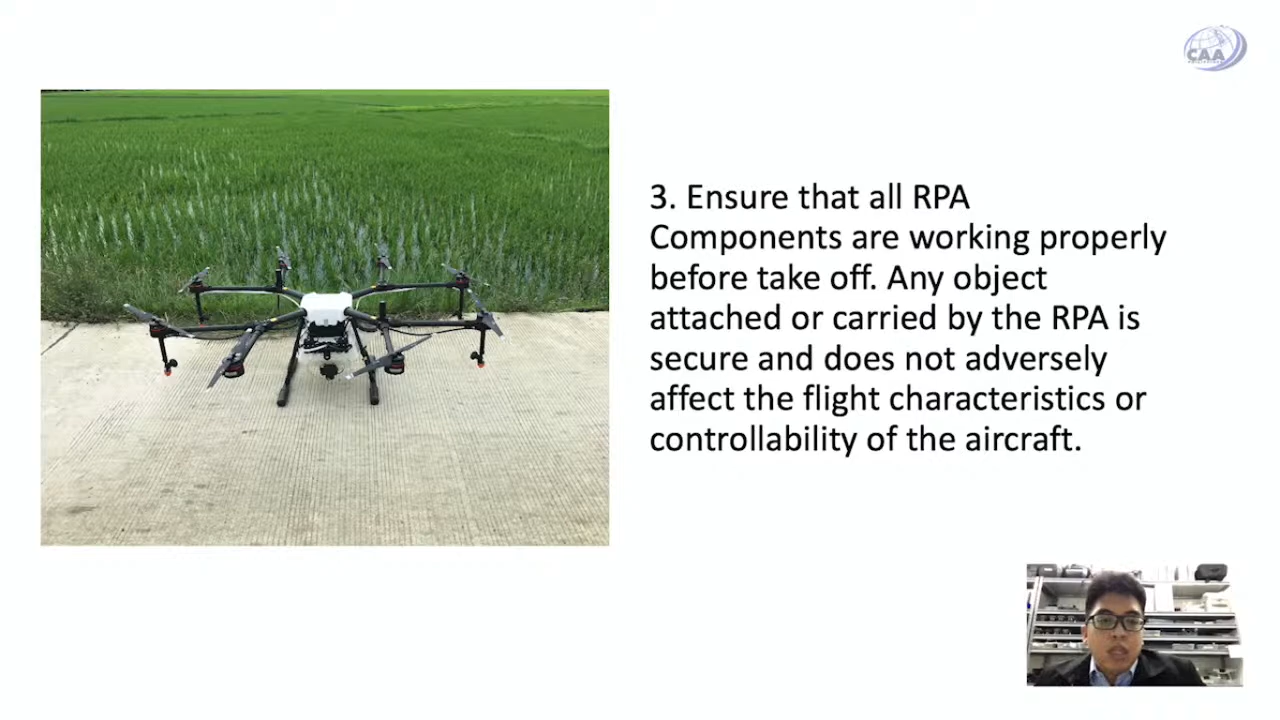 CAA
3. Ensure that all RPA
Components are working properly
before take off. Any object
attached or carried by the RPA is
secure and does not adversely
affect the flight characteristics or
controllability of the aircraft.